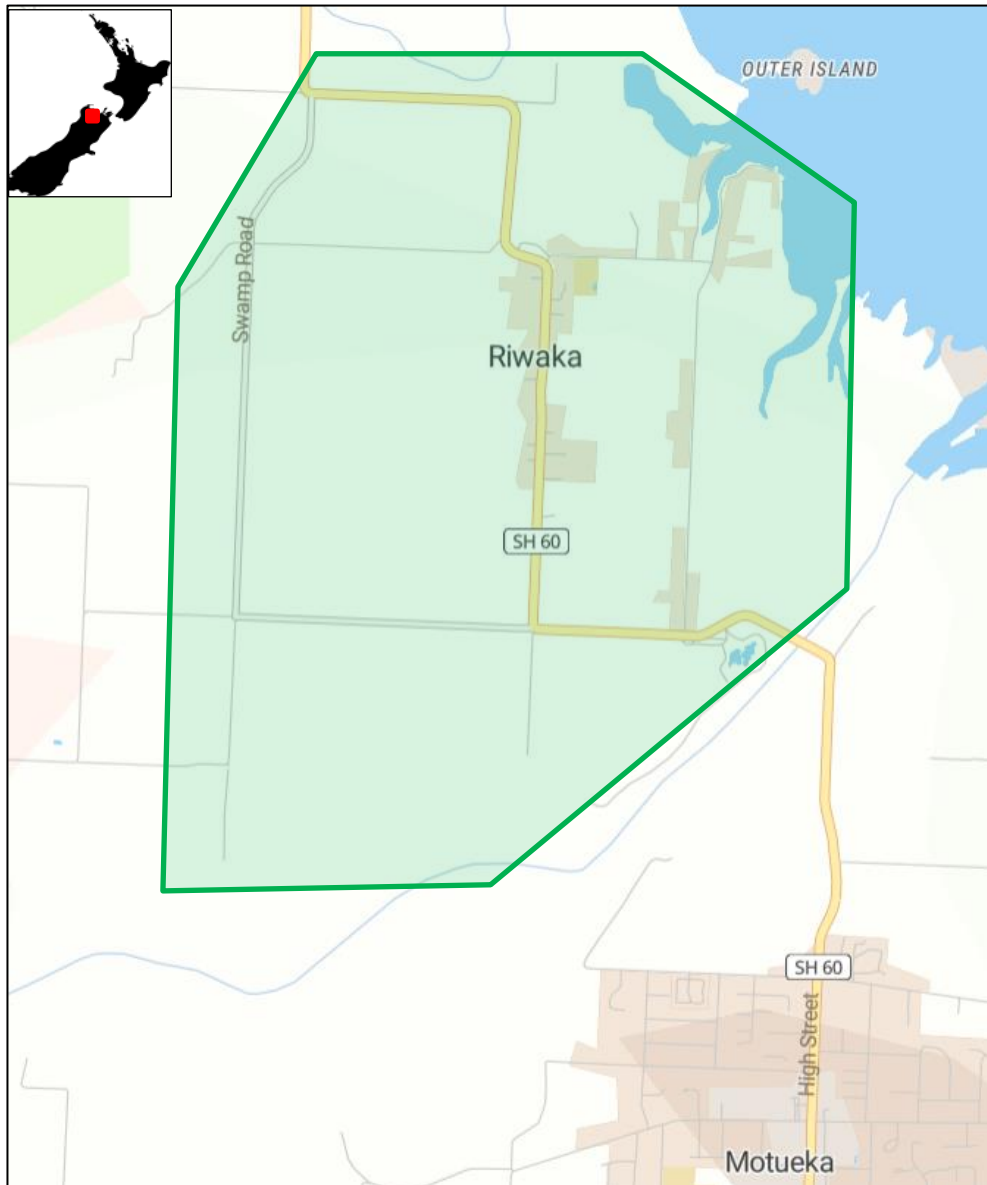 OUTER ISLAND
Swamp Road
Riwaka
SH 60
SH 60
High Street
Motueka